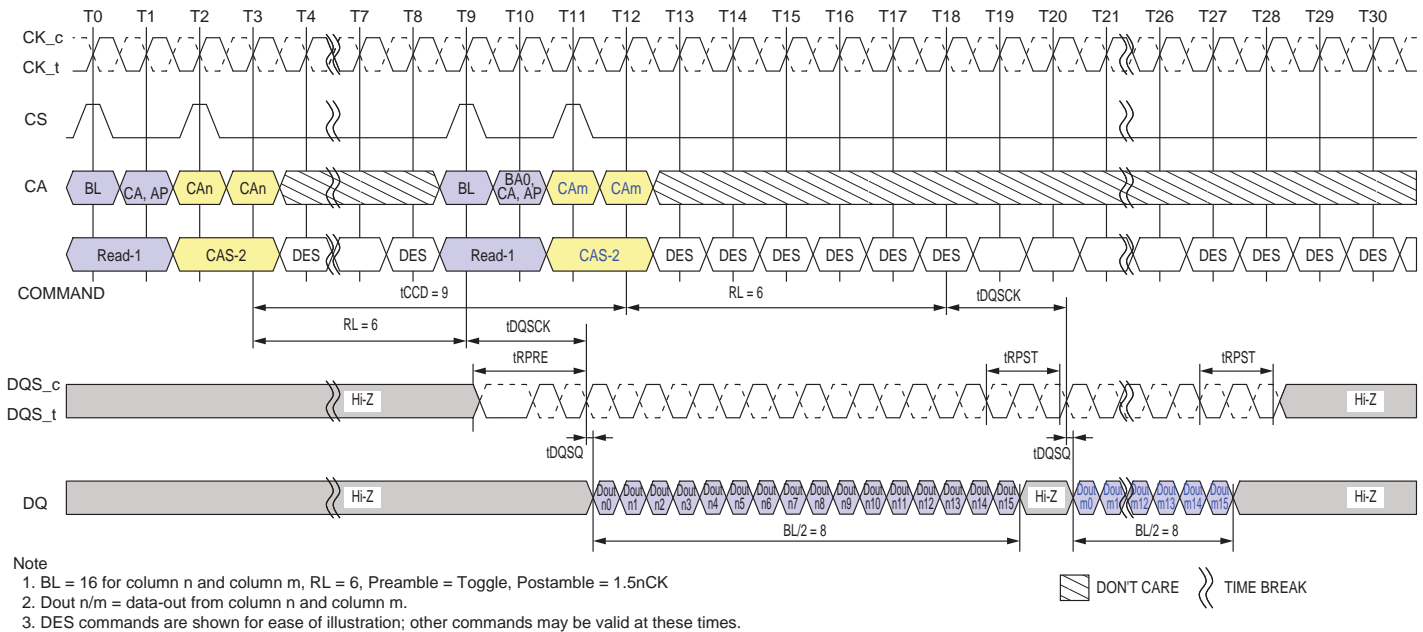 T0 T1 T2 T3 T4 T7 T8 T9 T10 T11 T12 T13 T14 T15 T16 T17 T18 T19 T20 T21 T26 T27 T28 T29 T30
CK_c
CK_t
CS
CA
BL CA, AP CAn CAn BL BA0, CA, AP CAm CAm
Read-1 CAS-2 DES DES Read-1 CAS-2 DES DES DES DES DES DES DES DES DES DES
COMMAND
tCCD = 9 RL = 6 tDQSCK
RL = 6 tDQSCK
tRPRE tRPST tRPST
DQS_c
DQS_t
Hi-Z Hi-Z
tDQSQ tDQSQ
DQ
Hi-Z Dout n0 Dout n1 Dout n2 Dout n3 Dout n4 Dout n5 Dout n6 Dout n7 Dout n8 Dout n9 Dout n10 Dout n11 Dout n12 Dout n13 Dout n14 Dout n15 Hi-Z Dout m0 Dout m1 Dout m12 Dout m13 Dout m14 Dout m15 Hi-Z
BL/2 = 8 BL/2 = 8
Note
1. BL = 16 for column n and column m, RL = 6, Preamble = Toggle, Postamble = 1.5nCK
2. Dout n/m = data-out from column n and column m.
3. DES commands are shown for ease of illustration; other commands may be valid at these times.
DON'T CARE TIME BREAK